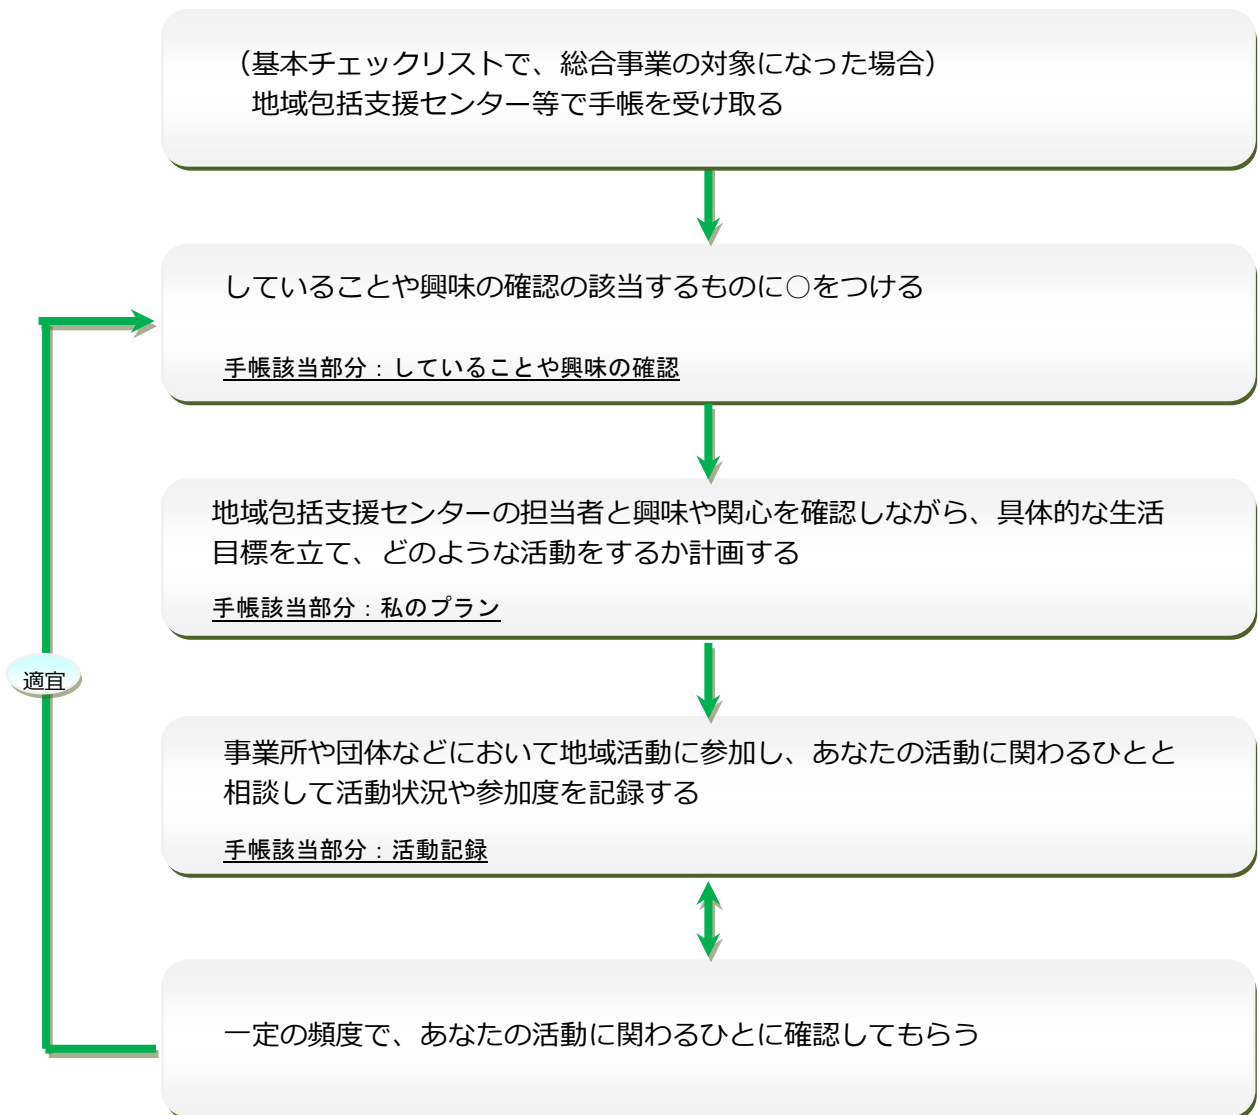 （基本チェックリストで、総合事業の対象になった場合）
地域包括支援センター等で手帳を受け取る
していることや興味の確認の該当するものに○をつける
手帳該当部分：していることや興味の確認
地域包括支援センターの担当者と興味や関心を確認しながら、具体的な生活
目標を立て、どのような活動をするか計画する
手帳該当部分：私のプラン
適宜
事業所や団体などにおいて地域活動に参加し、あなたの活動に関わるひとと
相談して活動状況や参加度を記録する
手帳該当部分：活動記録
一定の頻度で、あなたの活動に関わるひとに確認してもらう